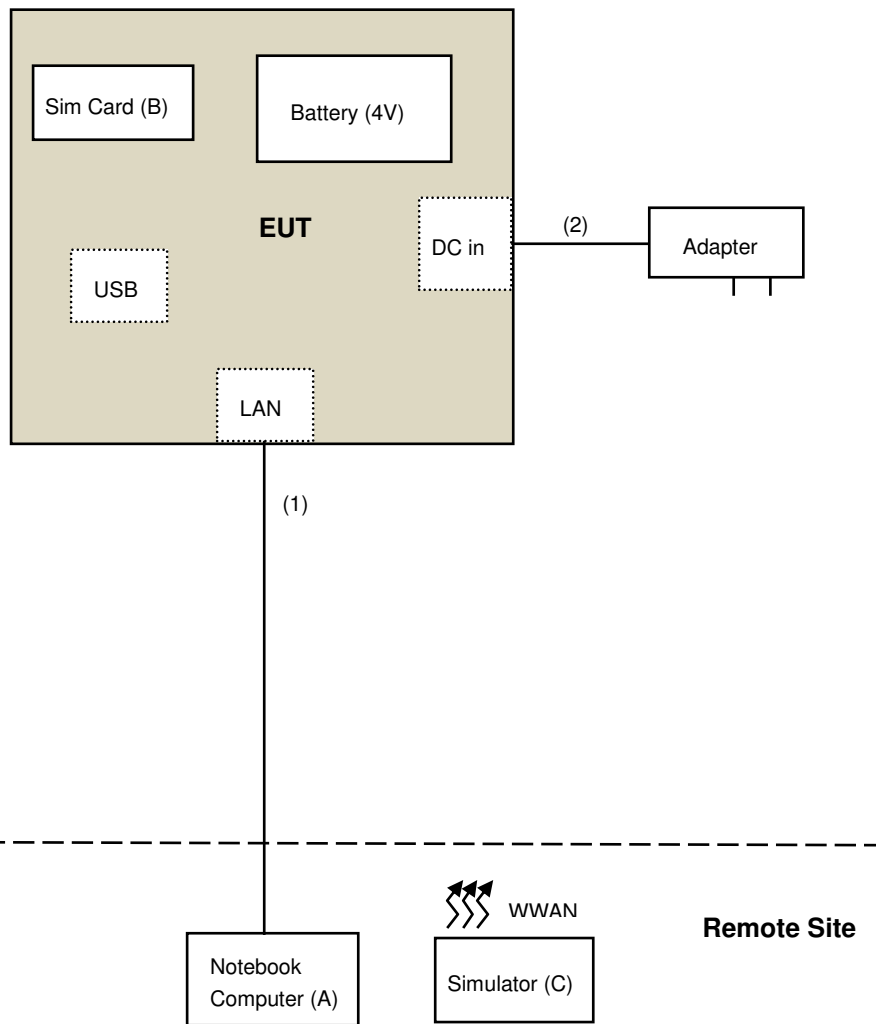 Sim Card (B)
Battery (4V)
EUT
(2)
DC in
Adapter
USB
LAN
(1)
WWAN
Remote Site
Notebook
Computer (A)
Simulator (C)